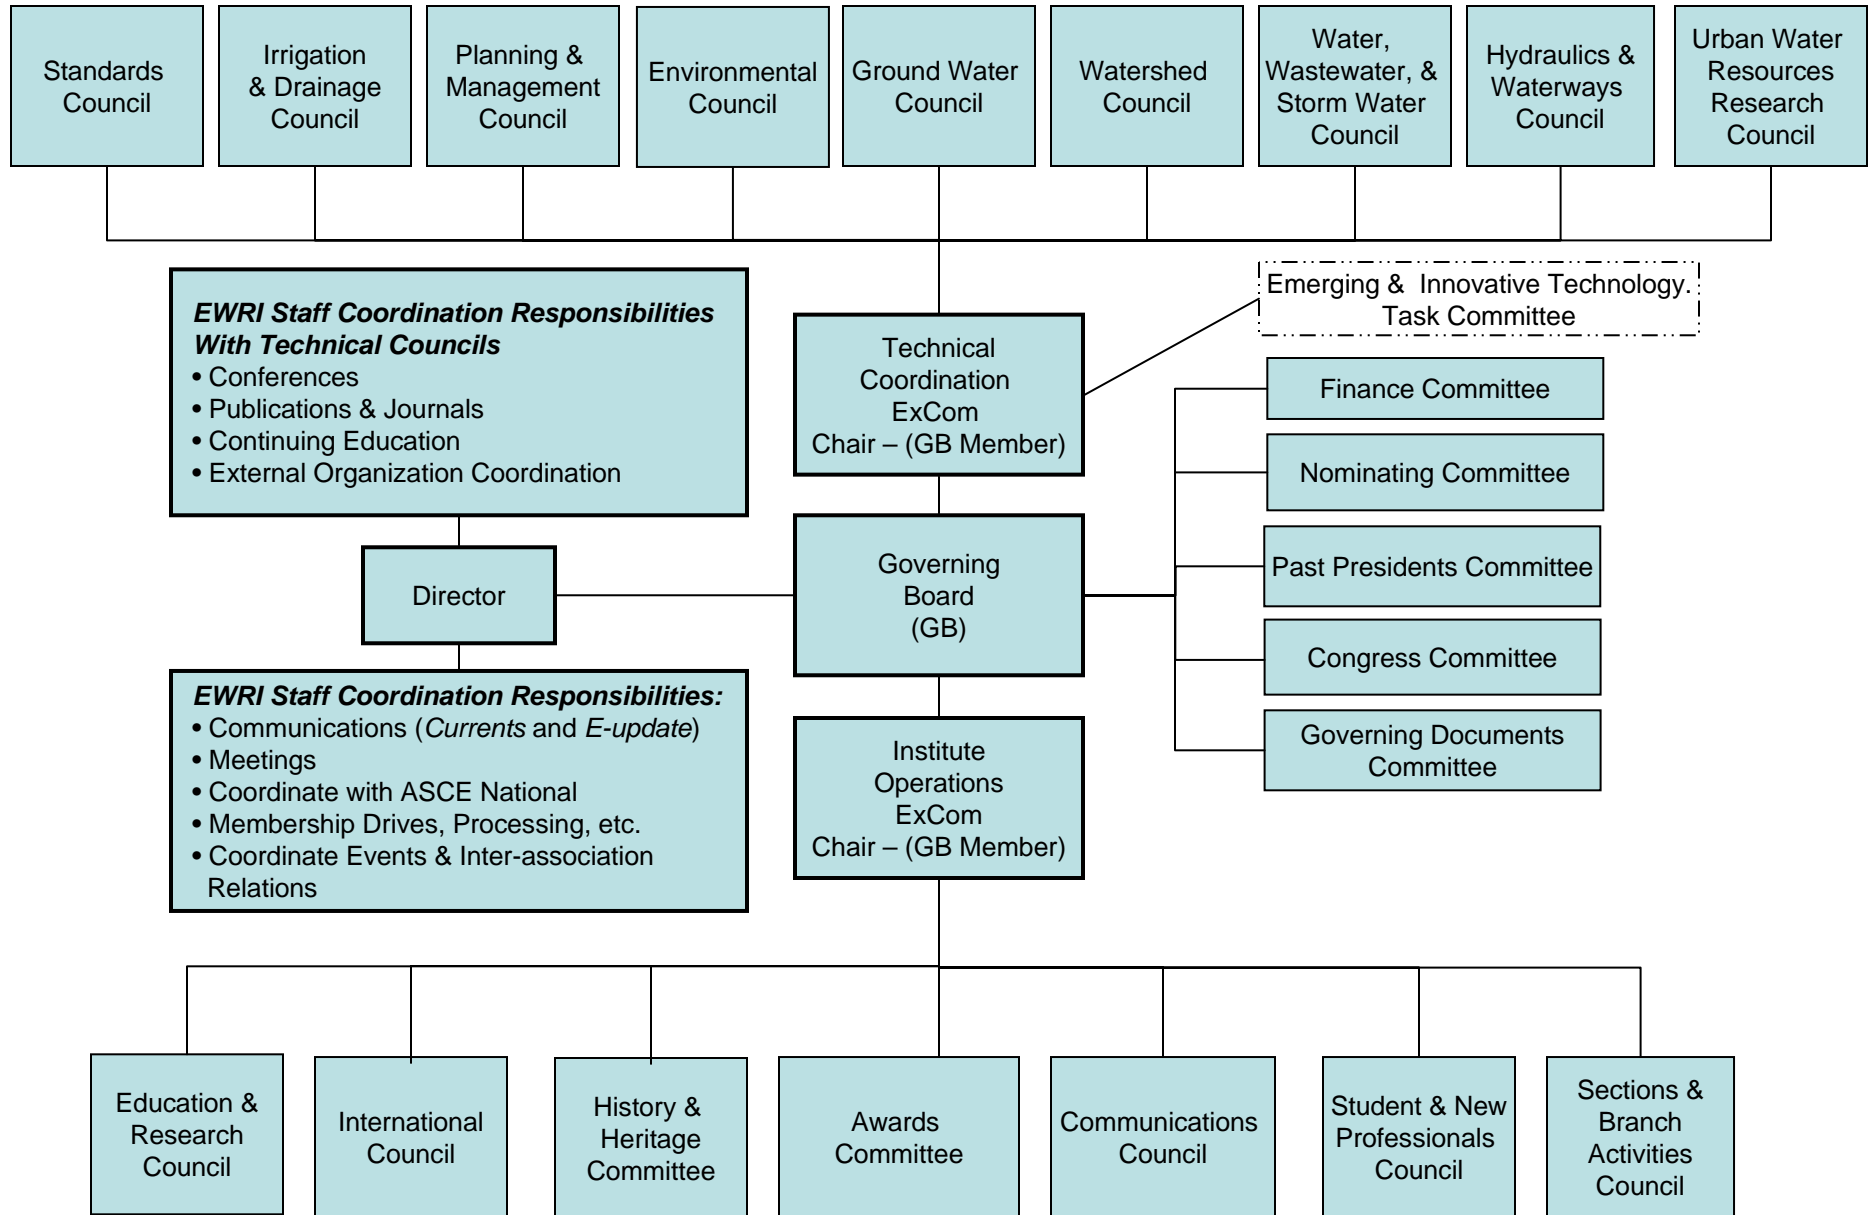 Standards
Council
Irrigation
& Drainage
Council
Planning &
Management
Council
Environmental
Council
Ground Water
Council
Watershed
Council
Water,
Wastewater, &
Storm Water
Council
Hydraulics &
Waterways
Council
Urban Water
Resources
Research
Council
EWRI Staff Coordination Responsibilities
With Technical Councils
• Conferences
• Publications & Journals
• Continuing Education
• External Organization Coordination
Technical
Coordination
ExCom
Chair – (GB Member)
Emerging & Innovative Technology.
Task Committee
Finance Committee
Nominating Committee
Past Presidents Committee
Congress Committee
Governing Documents
Committee
Director
Governing
Board
(GB)
EWRI Staff Coordination Responsibilities:
• Communications (Currents and E-update)
• Meetings
• Coordinate with ASCE National
• Membership Drives, Processing, etc.
• Coordinate Events & Inter-association
Relations
Institute
Operations
ExCom
Chair – (GB Member)
Education &
Research
Council
International
Council
History &
Heritage
Committee
Awards
Committee
Communications
Council
Student & New
Professionals
Council
Sections &
Branch
Activities
Council